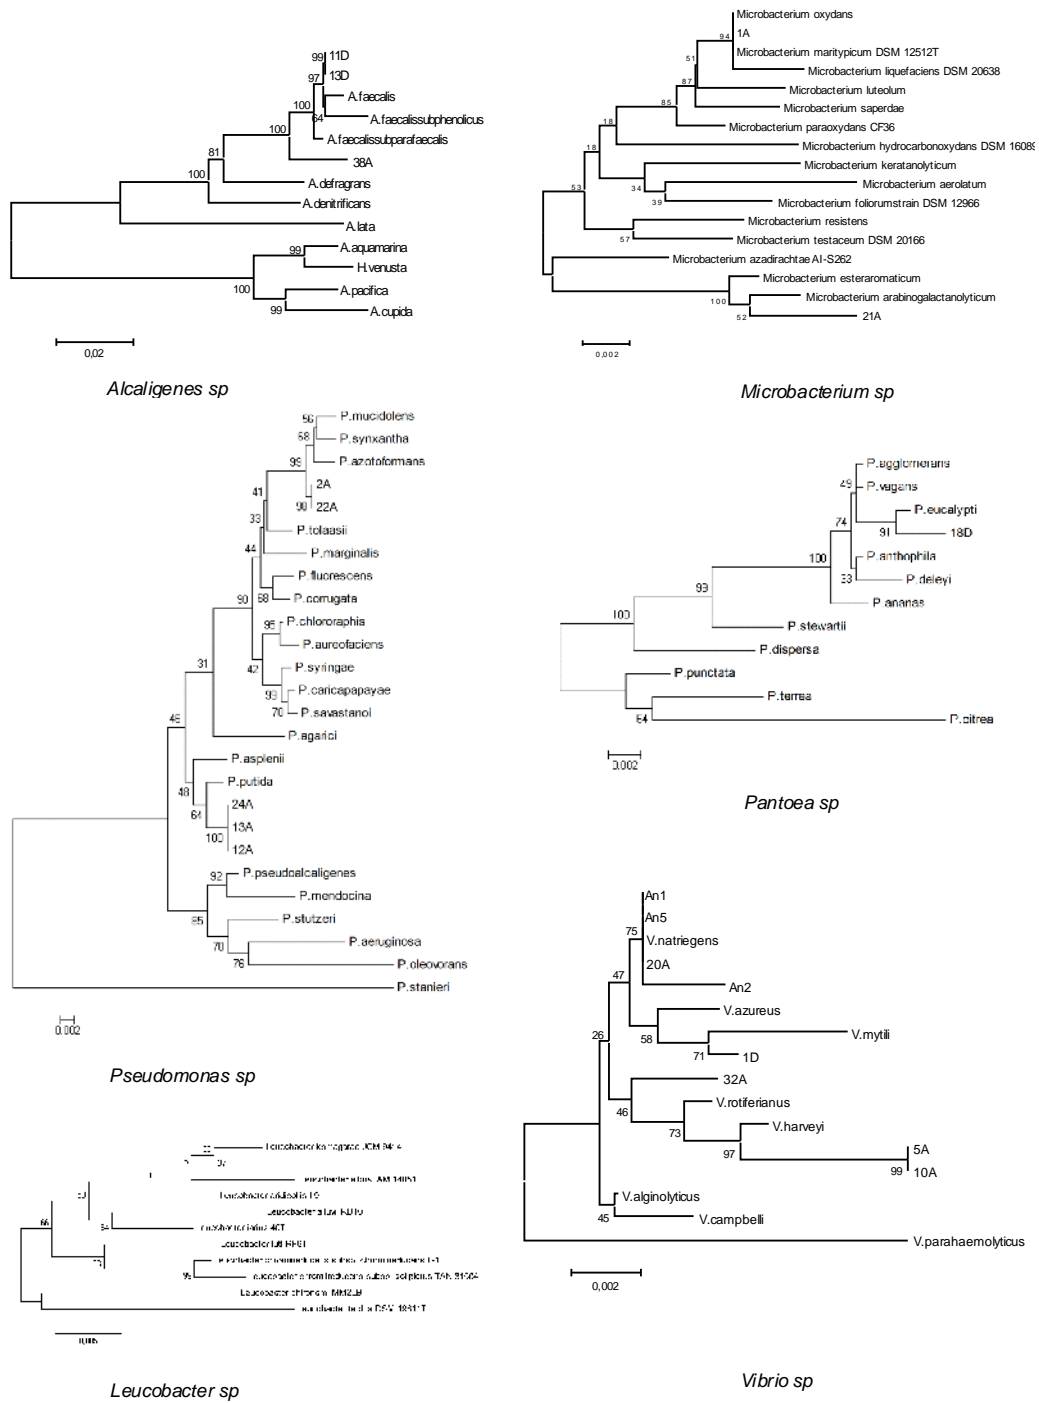 99 11D
13D
97
A.faecalis
100
64 A.faecalissubphenolicus
100 A.faecalissubparafaecalis
38A
81
100
A.defragrans
A.denitrificans
A.lata
A.aquamarina
99
H.venusta
100 A.pacifica
99 A.cupida
0,02
Alcaligenes sp
Microbacterium oxydans
94 1A
Microbacterium maritypicum DSM 12512T
51
Microbacterium liquefaciens DSM 20638
87 Microbacterium luteolum
85 Microbacterium saperdae
18 Microbacterium paraoxydans CF36
18 Microbacterium hydrocarbonoxydans DSM 16089
Microbacterium keratanolyticum
53 34 Microbacterium aerolatum
39 Microbacterium foliorumstrain DSM 12966
Microbacterium resistens
57 Microbacterium testaceum DSM 20166
Microbacterium azadirachtae AI-S262
Microbacterium esteraromaticum
100 Microbacterium arabinogalactanolyticum
52 21A
0,002
Microbacterium sp
56 P.mucidolens
68 P.synxantha
99 P.azotoformans
41 2A
98 22A
33 P.tolaasii
44 P.marginalis
P.fluorescens
90 68 P.corrugata
95 P.chlororaphis
P.aureofaciens
31 42 P.syringae
99 P.caricapapayae
70 P.savastanoi
46 P.agarici
P.asplenii
48 P.putida
64 24A
100 13A
12A
92 P.pseudoalcaligenes
P.mendocina
85 P.stutzeri
70 P.aeruginosa
76 P.oleovorans
P.stanieri
0.002
Pseudomonas sp
P.agglomerans
49 P.vagans
74 P.eucalypti
91 18D
100 P.anthophila
33 P.deleyi
99 P.ananas
100 P.stewartii
P.dispersa
P.punctata
P.terrea
64 P.citrea
0.002
Pantoea sp
An1
An5
75 V.natriegens
20A
47 An2
V.azureus
26 58 V.mytili
71 1D
32A
46 V.rotiferianus
73 V.harveyi
97 5A
99 10A
V.alginolyticus
45 V.campbelli
V.parahaemolyticus
0,002
Vibrio sp
66
0,005
Leucobacter sp